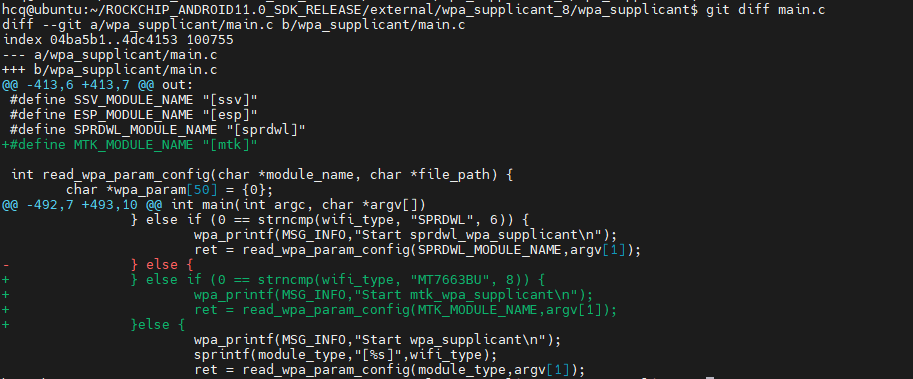 hcq@ubuntu:~/ROCKCHIP_ANDROID11.0_SDK_RELEASE/external/wpa_supplicant_8/wpa_supplicant$ git diff main.c
diff --git a/wpa_supplicant/main.c b/wpa_supplicant/main.c
index 04ba5b1..4dc4153 100755
--- a/wpa_supplicant/main.c
+++ b/wpa_supplicant/main.c
@@ -413,6 +413,7 @@ out:
 #define SSV_MODULE_NAME "[ssv]"
 #define ESP_MODULE_NAME "[esp]"
 #define SPRDWL_MODULE_NAME "[sprdwl]"
+#define MTK_MODULE_NAME "[mtk]"
 int read_wpa_param_config(char *module_name, char *file_path) {
        char *wpa_param[50] = {0};
@@ -492,7 +493,10 @@ int main(int argc, char *argv[])
                } else if (0 == strncmp(wifi_type, "SPRDWL", 6)) {
                        wpa_printf(MSG_INFO,"Start sprdwl_wpa_supplicant\n");
                        ret = read_wpa_param_config(SPRDWL_MODULE_NAME,argv[1]);
-               } else {
+               } else if (0 == strncmp(wifi_type, "MT7663BU", 8)) {
+                       wpa_printf(MSG_INFO,"Start mtk_wpa_supplicant\n");
+                       ret = read_wpa_param_config(MTK_MODULE_NAME,argv[1]);
+               }else {
                        wpa_printf(MSG_INFO,"Start wpa_supplicant\n");
                        sprintf(module_type,"[%s]",wifi_type);
                        ret = read_wpa_param_config(module_type,argv[1]);